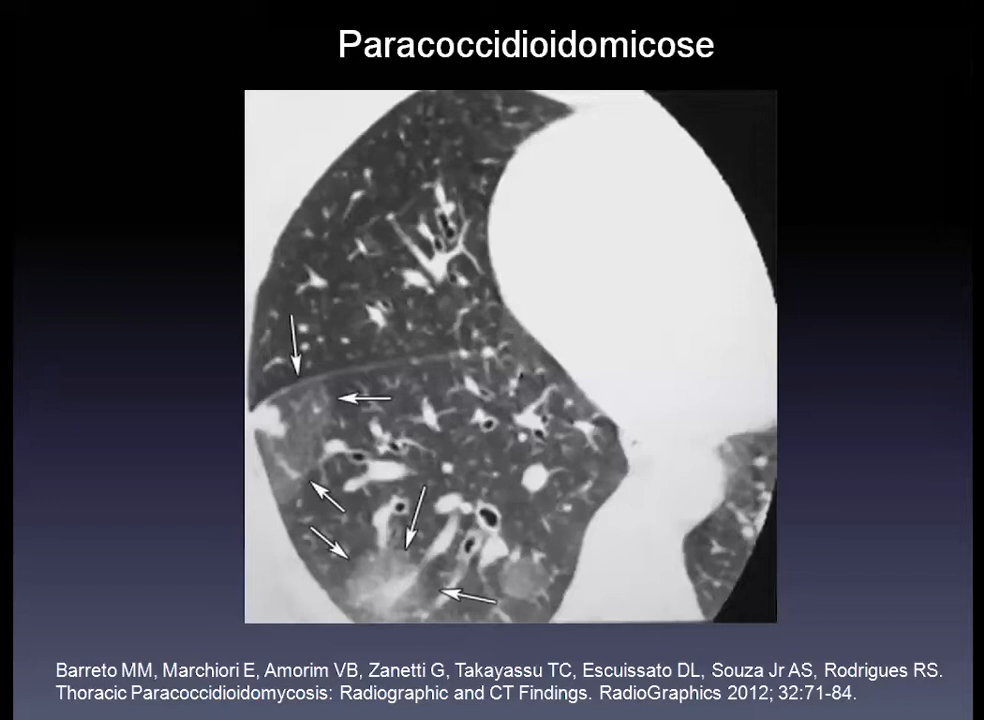 Paracoccidioidomicose
Barreto MM, Marchiori E, Amorim VB, Zanetti G, Takayassu TC, Escuissato DL, Souza Jr AS, Rodrigues RS.
Thoracic Paracoccidioidomycosis: Radiographic and CT Findings. RadioGraphics 2012; 32:71-84.